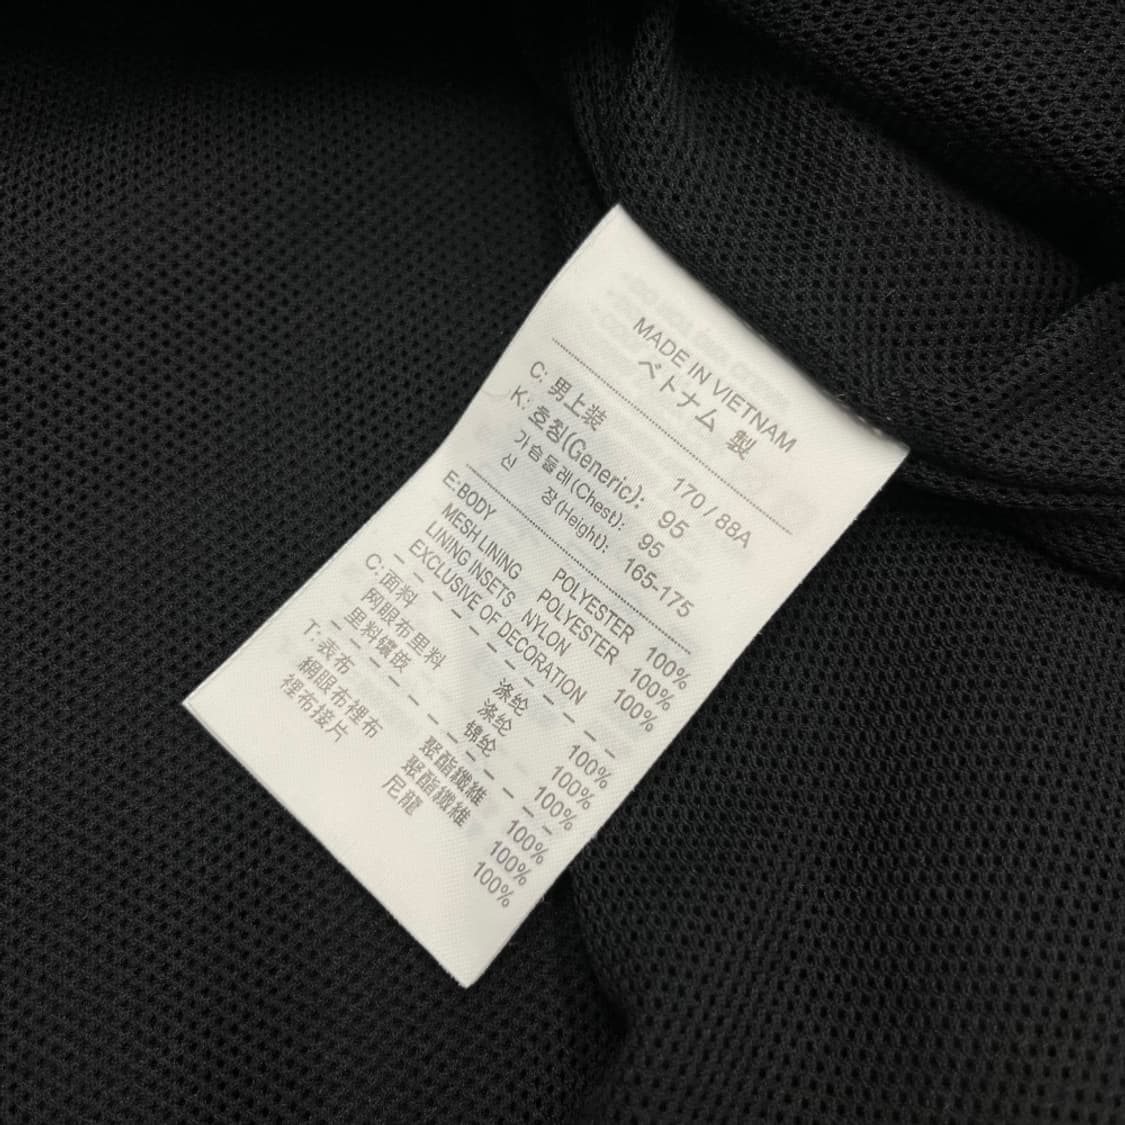 MADE IN VIETNAM
ベトナム 製
C: 男上装 170 / 88A
K: 호칭(Generic): 95
가슴둘레(Chest): 95
신 장(Height): 165-175
E:BODY POLYESTER 100%
MESH LINING POLYESTER 100%
LINING INSETS NYLON 100%
EXCLUSIVE OF DECORATION
C: 面料 涤纶 100%
网眼布里料 涤纶 100%
里料镶嵌 锦纶 100%
T: 表布 聚酯纖維 100%
網眼布裡布 聚酯纖維 100%
裡布接片 尼龍 100%